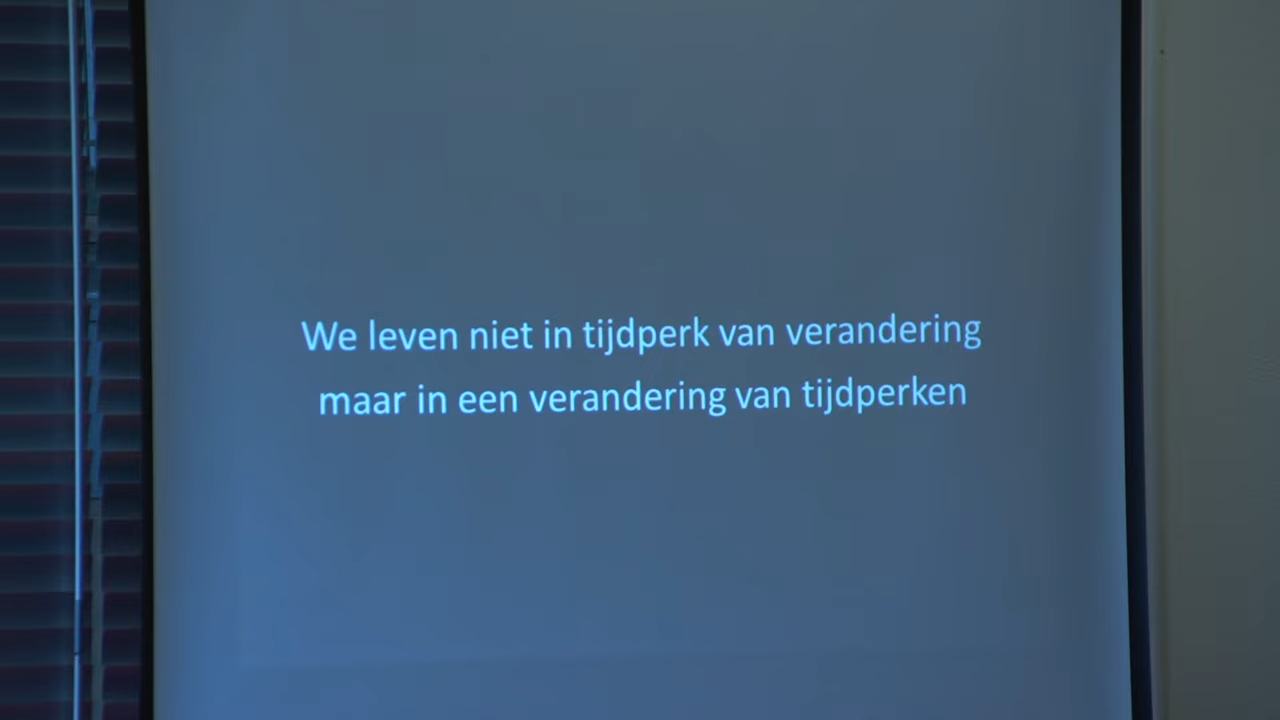 We leven niet in tijdperk van verandering
maar in een verandering van tijdperken